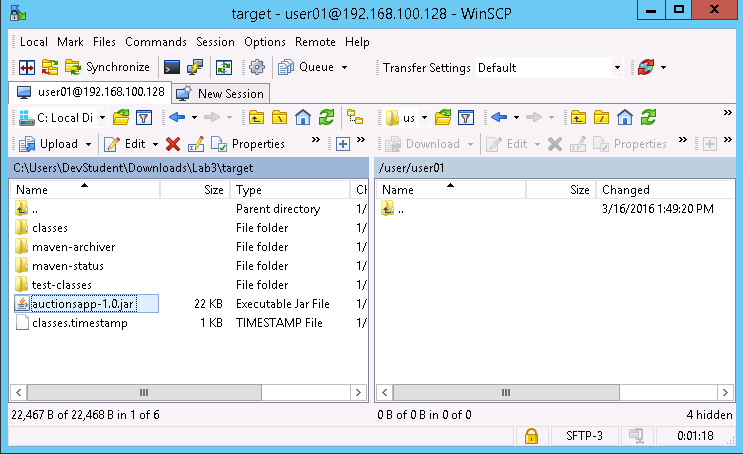 target - user01@192.168.100.128 - WinSCP
Local Mark Files Commands Session Options Remote Help
Synchronize Queue Transfer Settings Default
user01@192.168.100.128 New Session
C: Local Di us
Upload Edit Properties » Download Edit Properties »
C:\Users\DevStudent\Downloads\Lab3\target /user/user01
Name Size Type Cł Name Size Changed
.. Parent directory 1/ .. 3/16/2016 1:49:20 PM
classes File folder 1/
maven-archiver File folder 1/
maven-status File folder 1/
test-classes File folder 1/
auctionsapp-1.0.jar 22 KB Executable Jar File 1/
classes.timestamp 1 KB TIMESTAMP File 1/
22,467 B of 22,468 B in 1 of 6 0 B of 0 B in 0 of 0 4 hidden
SFTP-3 0:01:18